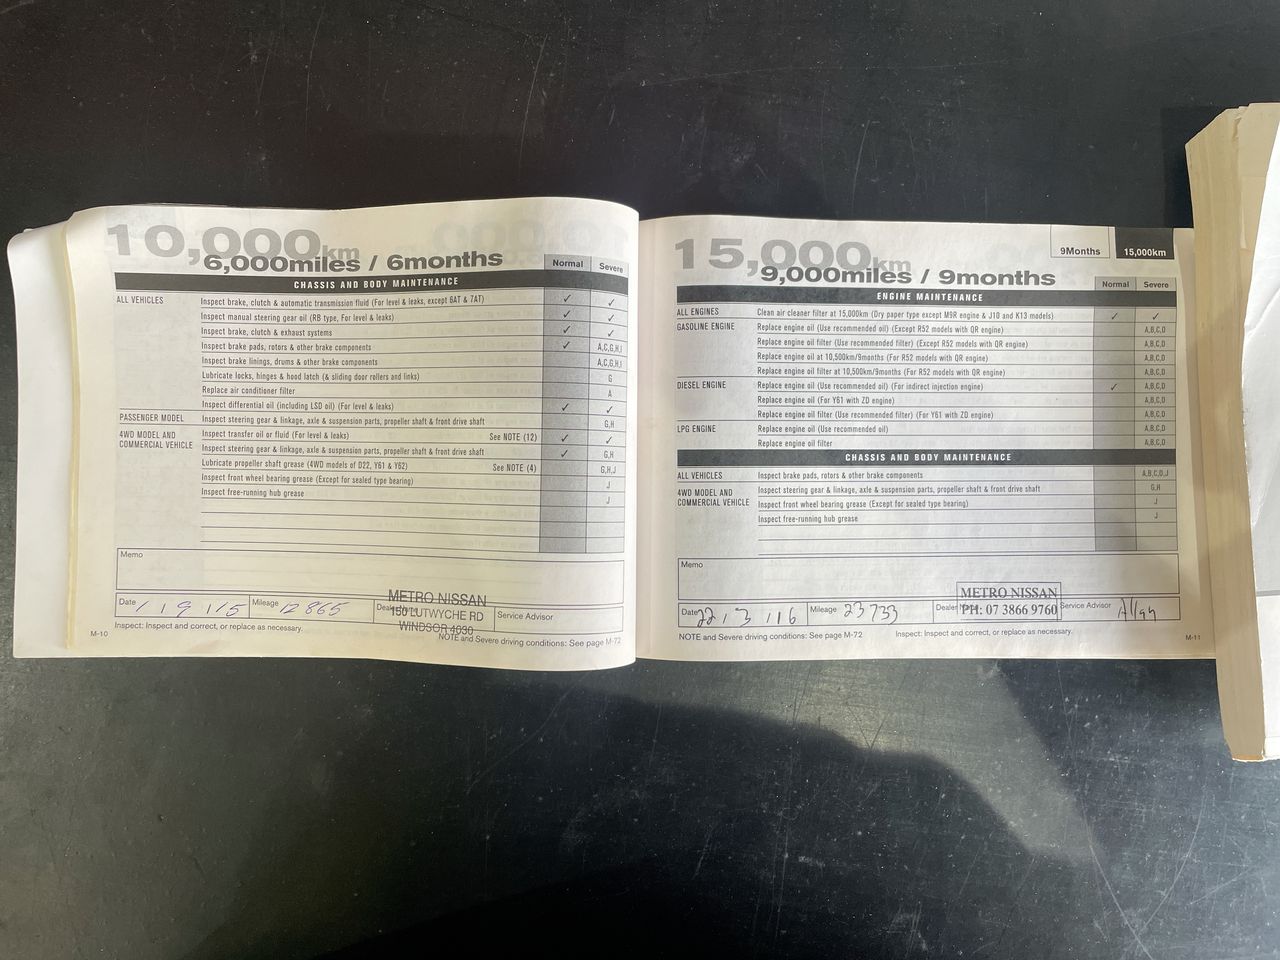 10,000km
6,000miles / 6months
Normal Severe
CHASSIS AND BODY MAINTENANCE
ALL VEHICLES Inspect brake, clutch & automatic transmission fluid (For level & leaks, except 6AT & 7AT) ✓ ✓
Inspect manual steering gear oil (RB type, For level & leaks) ✓ ✓
Inspect brake, clutch & exhaust systems ✓ ✓
Inspect brake pads, rotors & other brake components ✓ A,C,G,H,I
Inspect brake linings, drums & other brake components A,C,G,H,I
Lubricate locks, hinges & hood latch (& sliding door rollers and links) G
Replace air conditioner filter A
Inspect differential oil (including LSD oil) (For level & leaks) ✓ ✓
PASSENGER MODEL Inspect steering gear & linkage, axle & suspension parts, propeller shaft & front drive shaft G,H
4WD MODEL AND COMMERCIAL VEHICLE Inspect transfer oil or fluid (For level & leaks) See NOTE (12) ✓ ✓
Inspect steering gear & linkage, axle & suspension parts, propeller shaft & front drive shaft ✓ G,H
Lubricate propeller shaft grease (4WD models of D22, Y61 & Y62) See NOTE (4) G,H,J
Inspect front wheel bearing grease (Except for sealed type bearing) J
Inspect free-running hub grease J
Memo
Date 1 / 9 / 15 Mileage 12865 METRO NISSAN Service Advisor
150 LUTWYCHE RD
WINDSOR 4030
Inspect: Inspect and correct, or replace as necessary.
NOTE and Severe driving conditions: See page M-72
M-10
15,000km
9,000miles / 9months
9Months 15,000km
Normal Severe
ENGINE MAINTENANCE
ALL ENGINES Clean air cleaner filter at 15,000km (Dry paper type except M9R engine & J10 and K13 models) ✓ ✓
GASOLINE ENGINE Replace engine oil (Use recommended oil) (Except R52 models with QR engine) A,B,C,D
Replace engine oil filter (Use recommended filter) (Except R52 models with QR engine) A,B,C,D
Replace engine oil at 10,500km/9months (For R52 models with QR engine) A,B,C,D
Replace engine oil filter at 10,500km/9months (For R52 models with QR engine) A,B,C,D
DIESEL ENGINE Replace engine oil (Use recommended oil) (For indirect injection engine) ✓ A,B,C,D
Replace engine oil (For Y61 with ZD engine) A,B,C,D
Replace engine oil filter (Use recommended filter) (For Y61 with ZD engine) A,B,C,D
LPG ENGINE Replace engine oil (Use recommended oil) A,B,C,D
Replace engine oil filter A,B,C,D
CHASSIS AND BODY MAINTENANCE
ALL VEHICLES Inspect brake pads, rotors & other brake components A,B,C,D,J
4WD MODEL AND COMMERCIAL VEHICLE Inspect steering gear & linkage, axle & suspension parts, propeller shaft & front drive shaft G,H
Inspect front wheel bearing grease (Except for sealed type bearing) J
Inspect free-running hub grease J
Memo
METRO NISSAN
Date 22 / 3 / 16 Mileage 23733 Dealer PH: 07 3866 9760 Service Advisor Allan
NOTE and Severe driving conditions: See page M-72 Inspect: Inspect and correct, or replace as necessary.
M-11